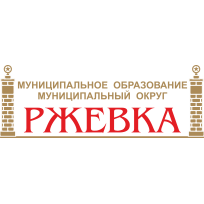 МУНИЦИПАЛЬНОЕ ОБРАЗОВАНИЕ
МУНИЦИПАЛЬНЫЙ ОКРУГ
РЖЕВКА